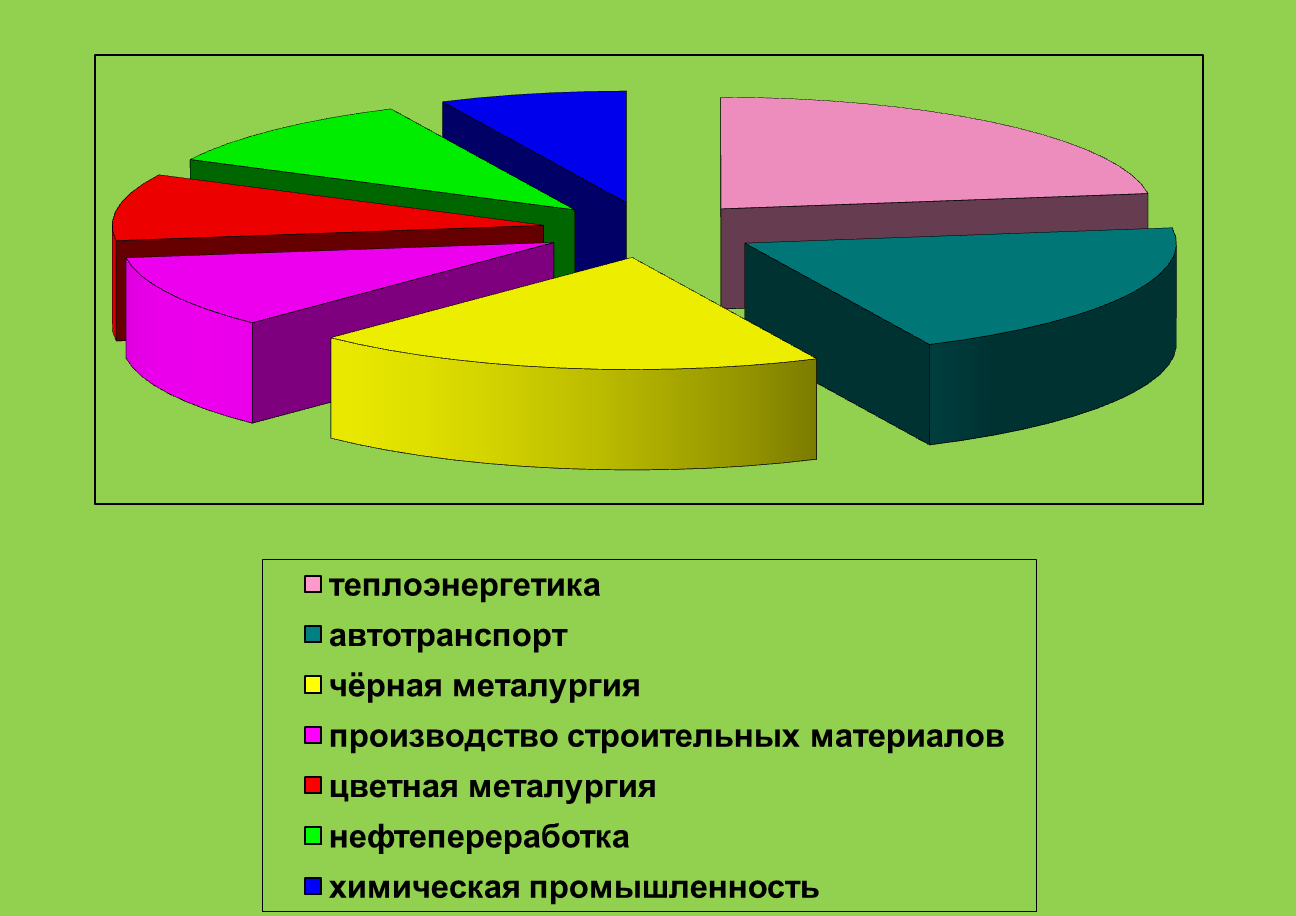 теплоэнергетика
автотранспорт
чёрная металургия
производство строительных материалов
цветная металургия
нефтепереработка
химическая промышленность